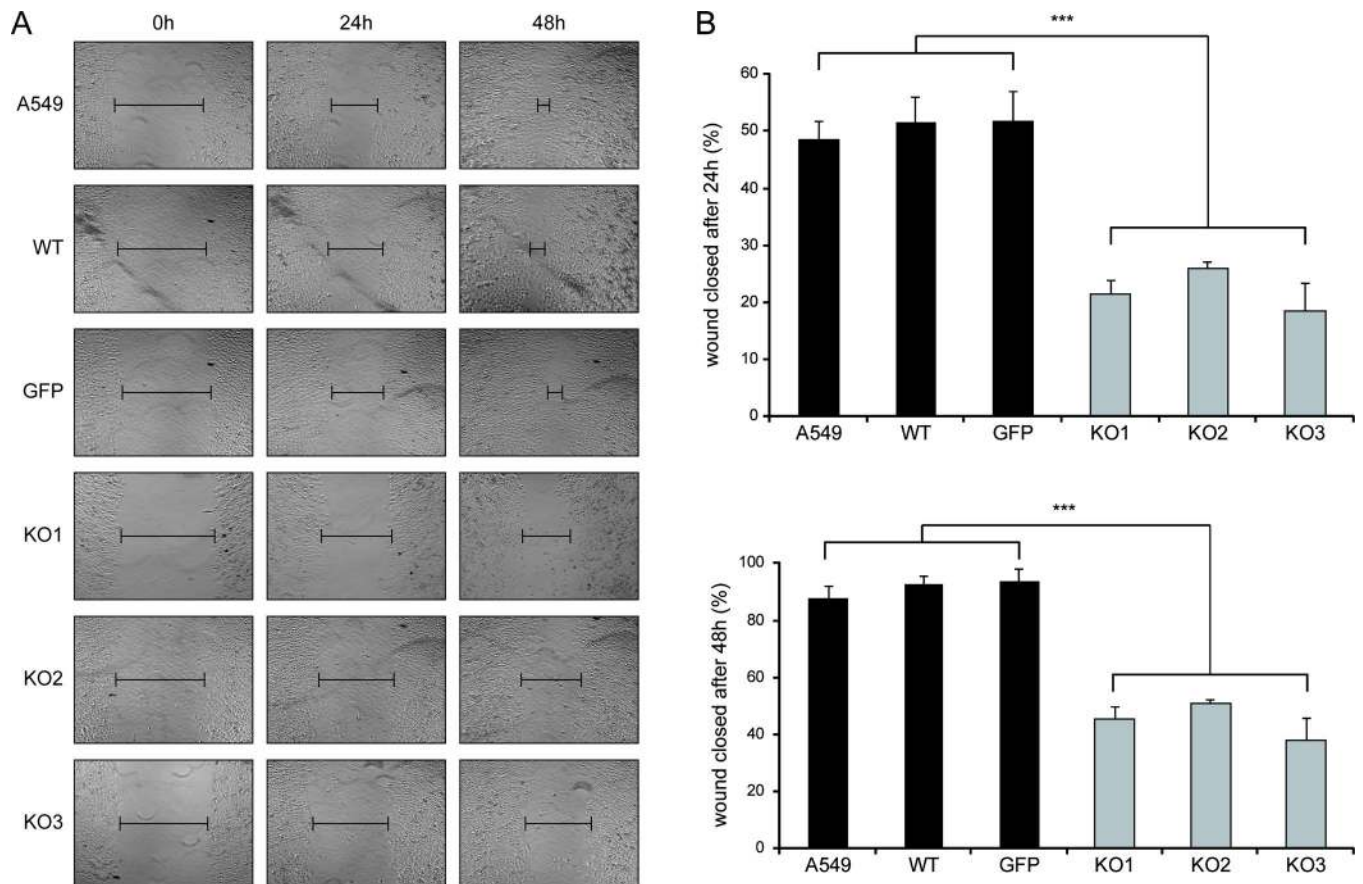 A
0h 24h 48h
A549
WT
GFP
KO1
KO2
KO3
B
***
wound closed after 24h (%)
60
50
40
30
20
10
0
A549 WT GFP KO1 KO2 KO3
***
wound closed after 48h (%)
100
80
60
40
20
0
A549 WT GFP KO1 KO2 KO3